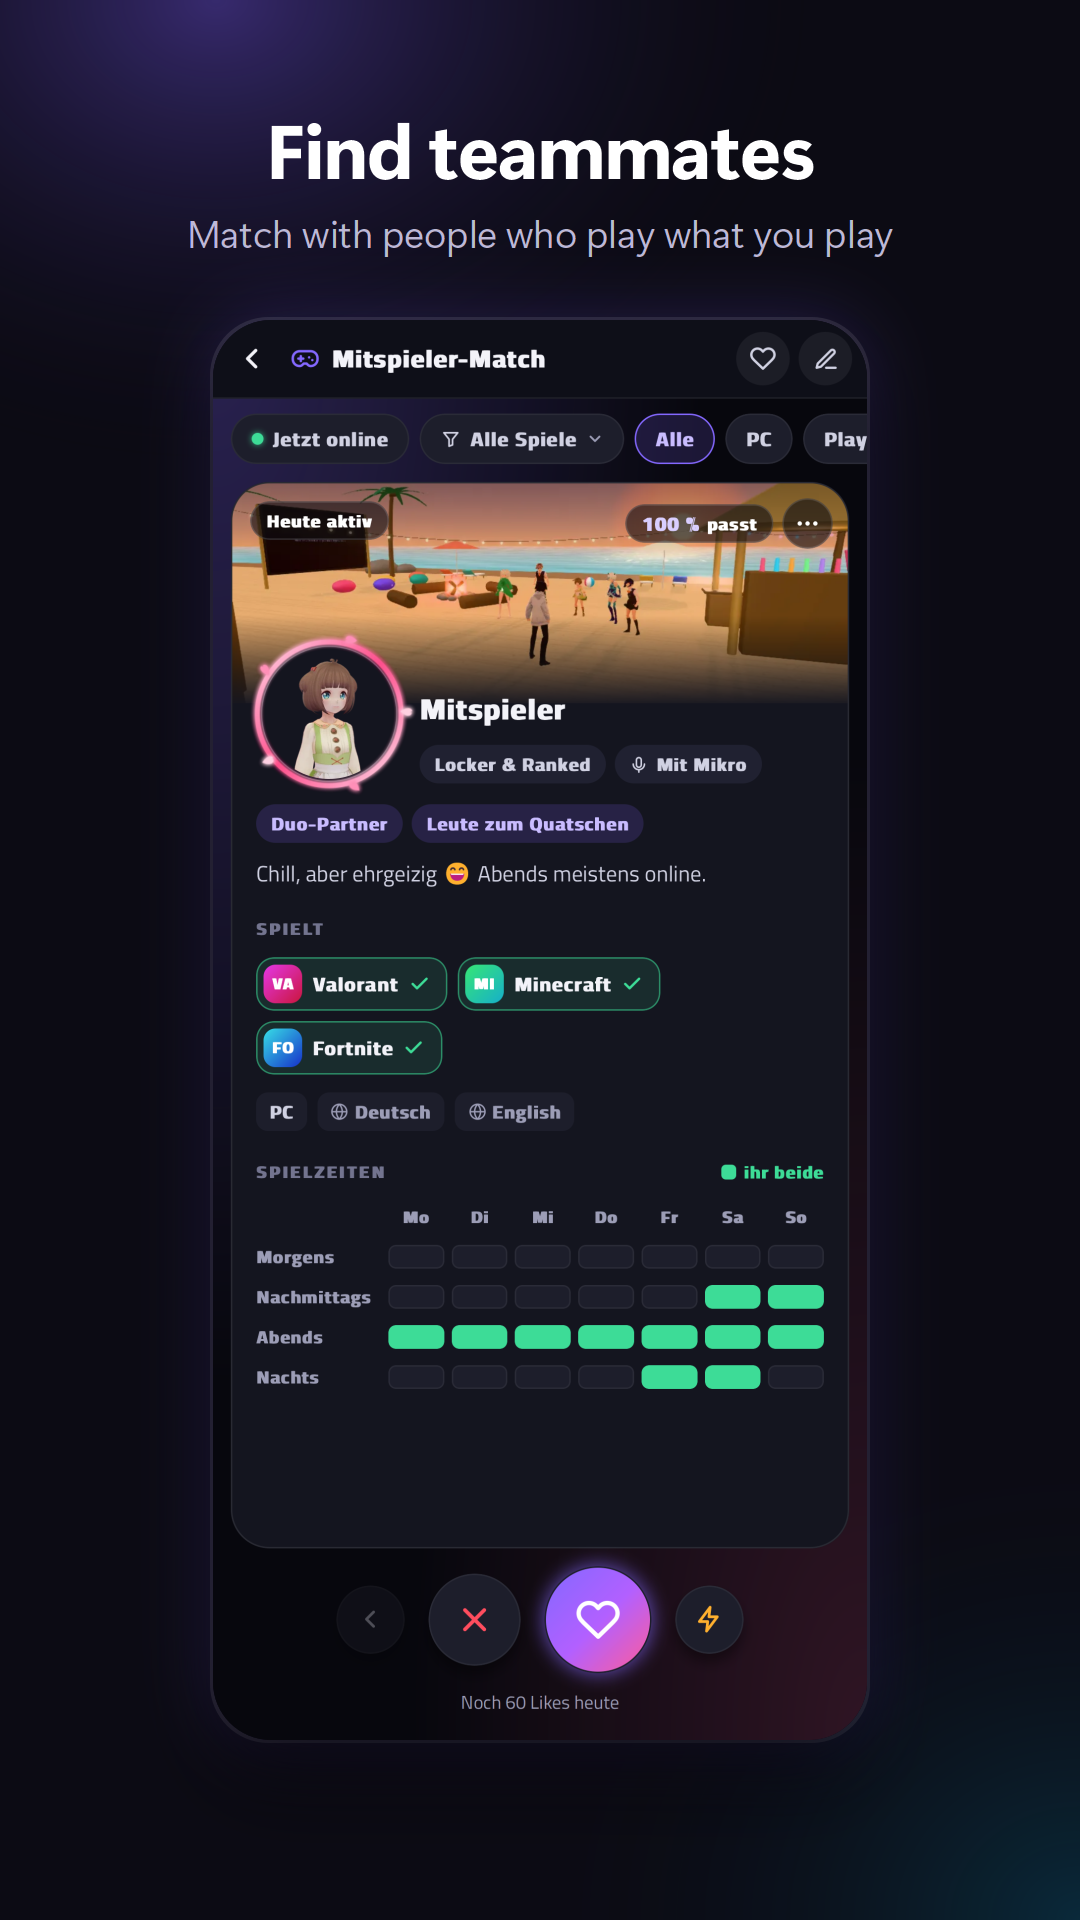 Find teammates
Match with people who play what you play
Mitspieler-Match
Jetzt online
Alle Spiele
Alle
PC
Play
Heute aktiv
100 % passt
Mitspieler
Locker & Ranked
Mit Mikro
Duo-Partner
Leute zum Quatschen
Chill, aber ehrgeizig 😄 Abends meistens online.
SPIELT
VA Valorant
MI Minecraft
FO Fortnite
PC
Deutsch
English
SPIELZEITEN
ihr beide
Mo Di Mi Do Fr Sa So
Morgens
Nachmittags
Abends
Nachts
Noch 60 Likes heute